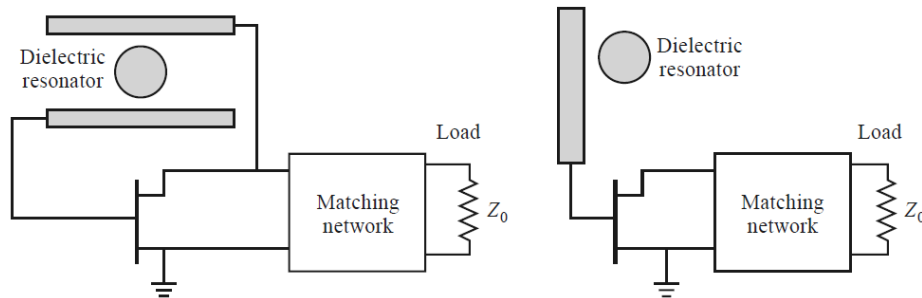 Dielectric
resonator
Load
Matching
network
Z0
Dielectric
resonator
Load
Matching
network
Z0